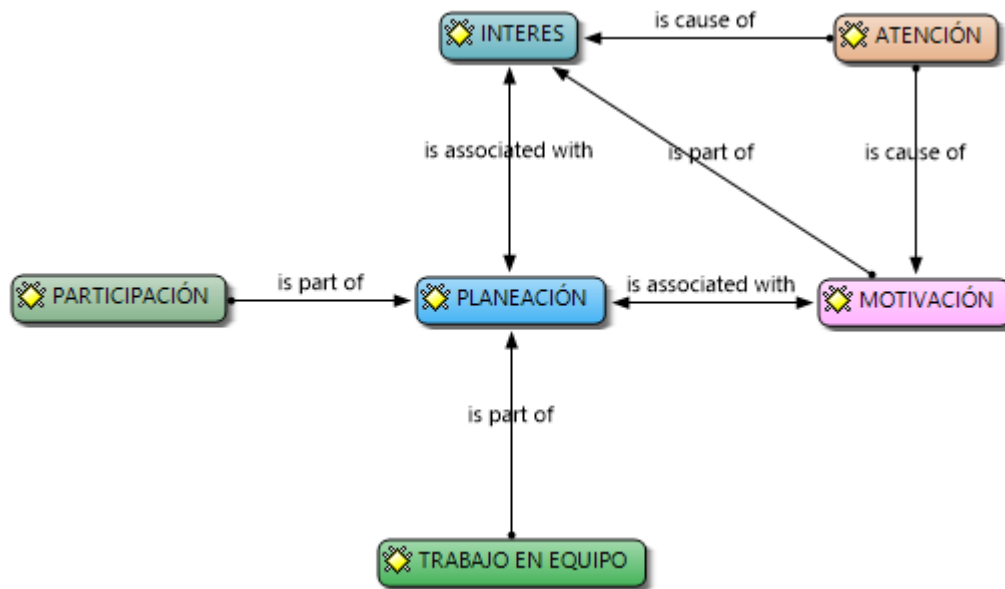 is cause of
INTERES
ATENCIÓN
is associated with
is part of
is cause of
is part of
is associated with
PARTICIPACIÓN
PLANEACIÓN
MOTIVACIÓN
is part of
TRABAJO EN EQUIPO